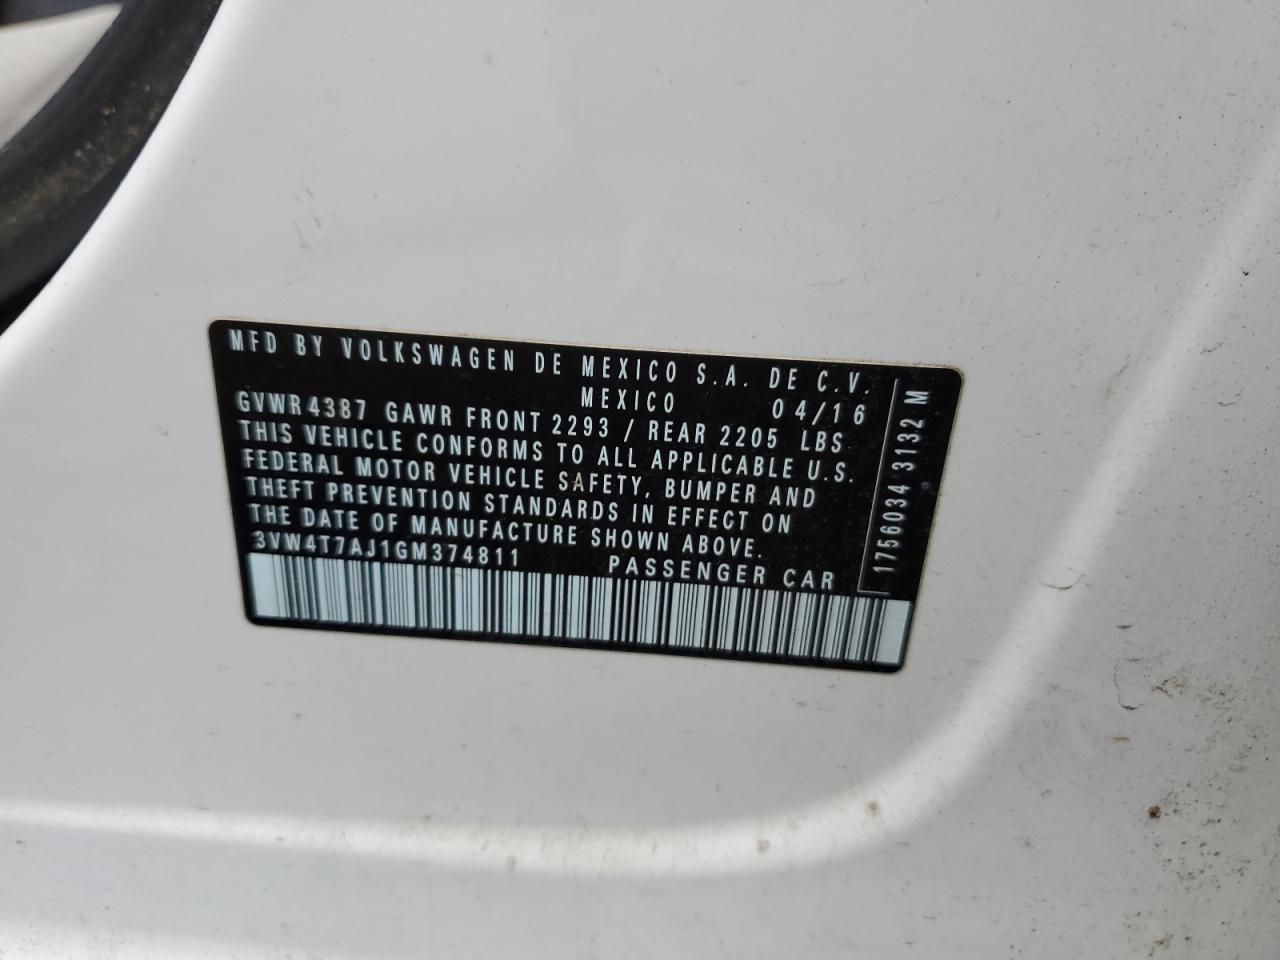 MFD BY VOLKSWAGEN DE MEXICO S.A. DE C.V.
MEXICO 04/16
GVWR 4387 GAWR FRONT 2293 / REAR 2205 LBS
THIS VEHICLE CONFORMS TO ALL APPLICABLE U.S.
FEDERAL MOTOR VEHICLE SAFETY, BUMPER AND
THEFT PREVENTION STANDARDS IN EFFECT ON
THE DATE OF MANUFACTURE SHOWN ABOVE.
3VW4T7AJ1GM374811 PASSENGER CAR
1756034 3132 M